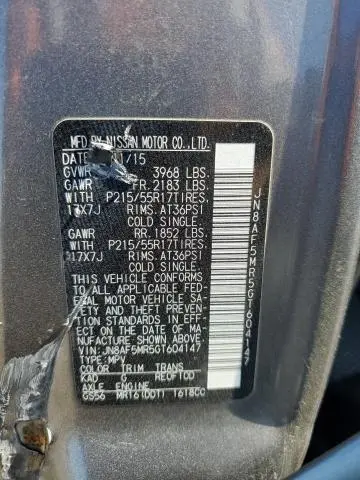 MFD BY NISSAN MOTOR CO.,LTD.
DATE 1/15
GVWR 3968 LBS.
GAWR FR. 2183 LBS.
WITH P215/55R17TIRES.
17X7J RIMS. AT36PSI
COLD SINGLE
GAWR RR. 1852 LBS.
WITH P215/55R17TIRES.
17X7J RIMS. AT36PSI
COLD SINGLE
THIS VEHICLE CONFORMS
TO ALL APPLICABLE FED-
ERAL MOTOR VEHICLE SA-
FETY AND THEFT PREVEN
TION STANDARDS IN EFF-
ECT ON THE DATE OF MA-
NUFACTURE SHOWN ABOVE.
VIN: JN8AF5MR5GT604147
TYPE: MPV
COLOR TRIM TRANS
KAD
AXLE ENGINE
GS56 MR16(DDT) 1618CC
JN8AF5MR5GT604147